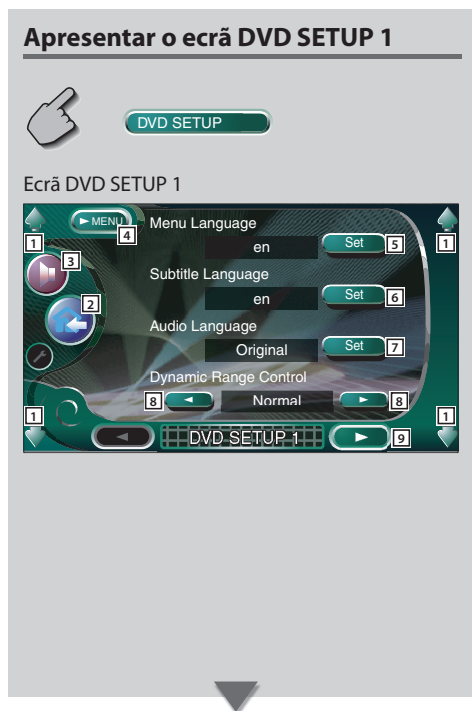 Apresentar o ecrã DVD SETUP 1
DVD SETUP
Ecrã DVD SETUP 1
1 ►MENU 4 Menu Language 1
en Set 5
3
Subtitle Language
2 en Set 6
Audio Language
Original Set 7
Dynamic Range Control
8 ◄ Normal ► 8
1 1
◄ DVD SETUP 1 ► 9